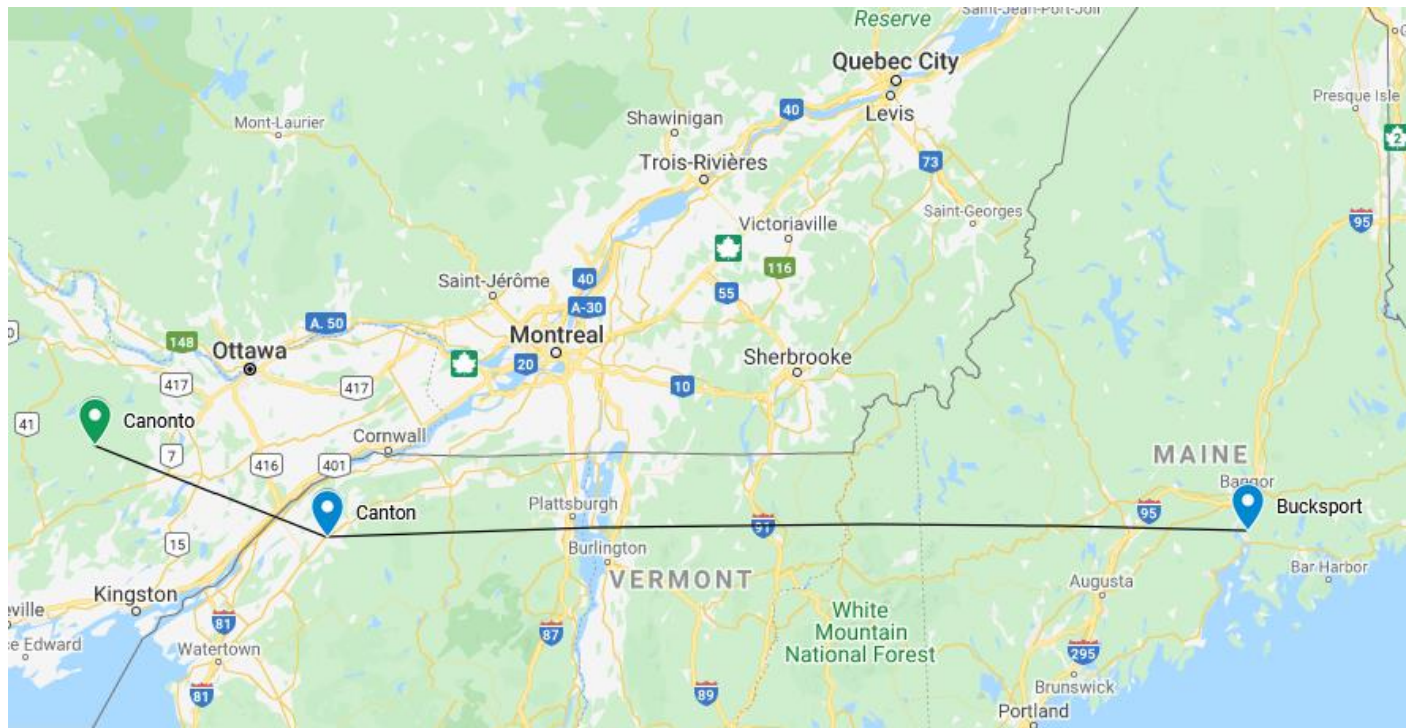 Reserve
Saint-Jean-Port-Joli
Quebec City
Levis
40
Presque Isle
Mont-Laurier
Shawinigan
2
Trois-Rivières
73
Saint-Georges
95
Victoriaville
116
40
Saint-Jérôme
55
A-30
A. 50
148
Montreal
Ottawa
20
Sherbrooke
417
417
10
41
Canonto
Cornwall
7
416
401
MAINE
Bangor
Canton
Plattsburgh
91
95
Bucksport
15
Burlington
Bar Harbor
VERMONT
Augusta
Kingston
White
Mountain
National Forest
81
87
Watertown
295
81
89
Brunswick
Portland